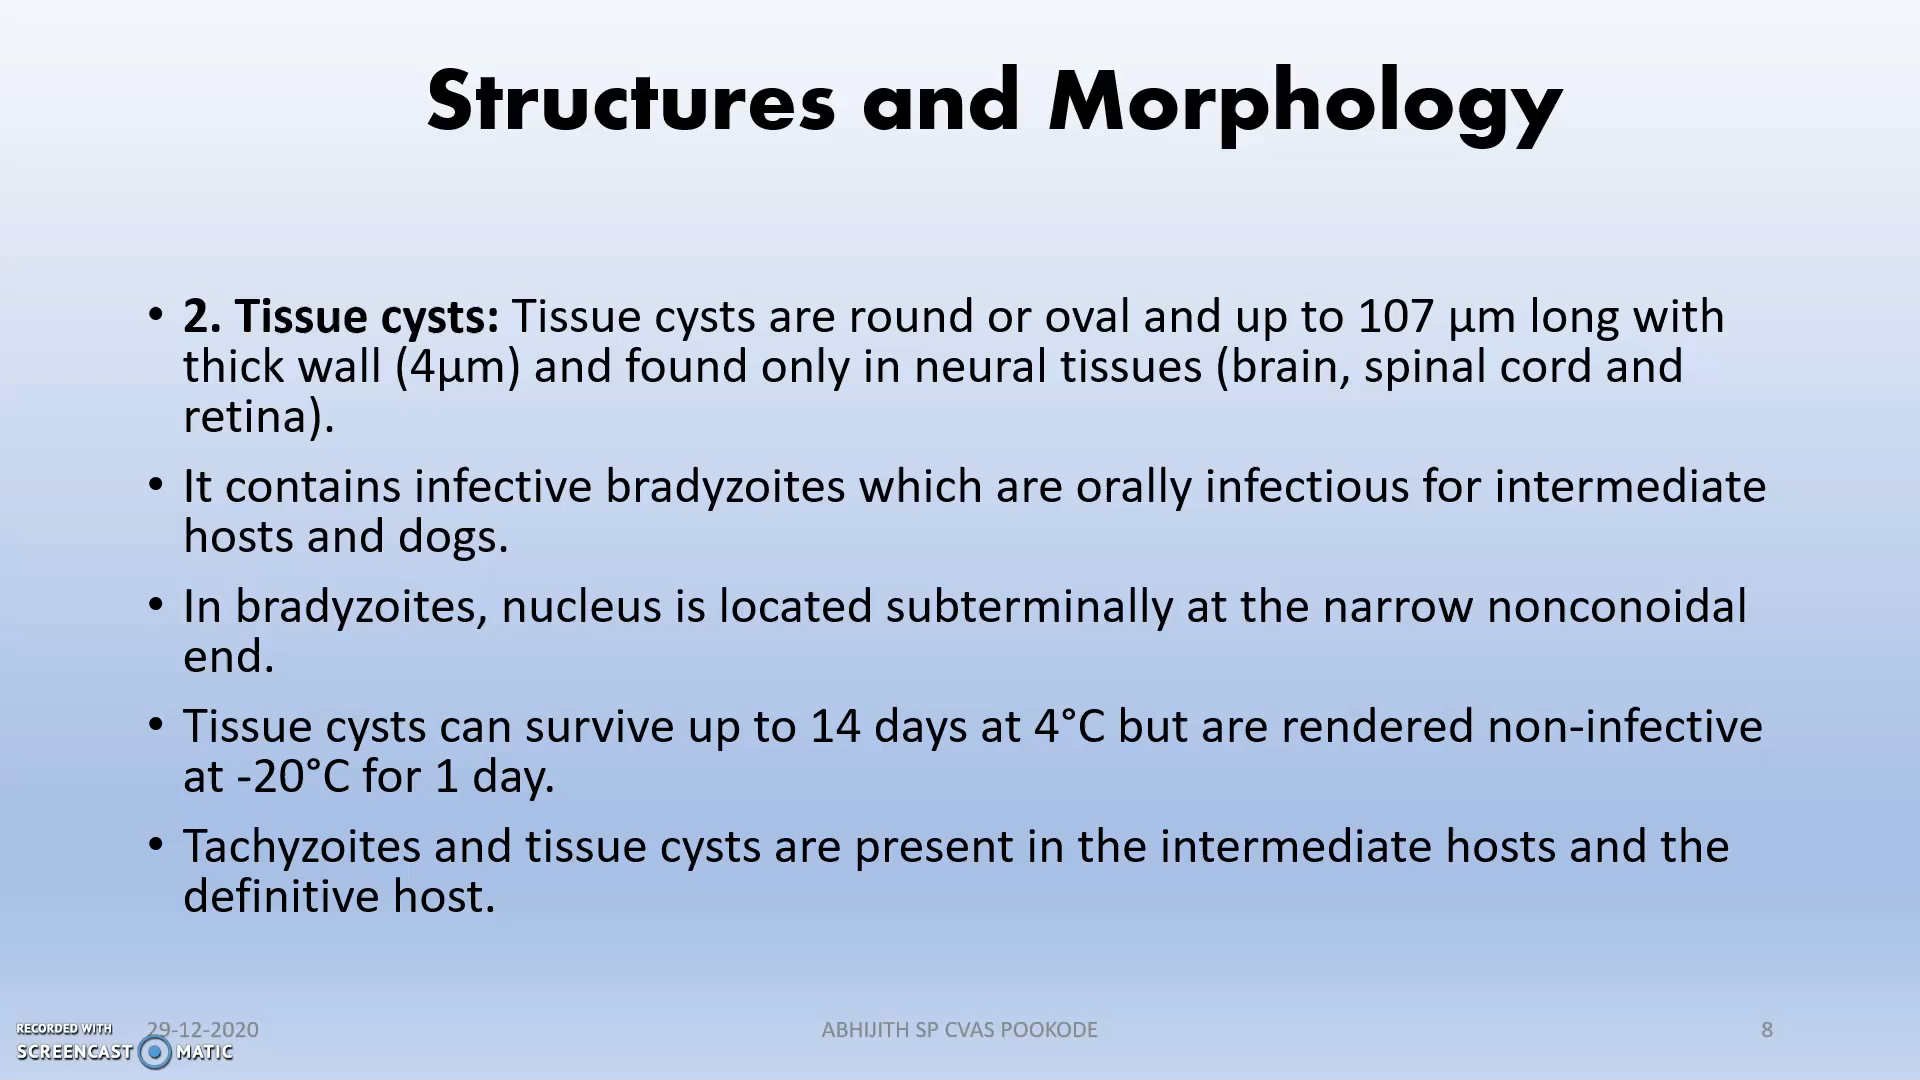 Structures and Morphology
• 2. Tissue cysts: Tissue cysts are round or oval and up to 107 µm long with
thick wall (4µm) and found only in neural tissues (brain, spinal cord and
retina).
• It contains infective bradyzoites which are orally infectious for intermediate
hosts and dogs.
• In bradyzoites, nucleus is located subterminally at the narrow nonconoidal
end.
• Tissue cysts can survive up to 14 days at 4°C but are rendered non-infective
at -20°C for 1 day.
• Tachyzoites and tissue cysts are present in the intermediate hosts and the
definitive host.
29-12-2020
ABHIJITH SP CVAS POOKODE
8
RECORDED WITH
SCREENCAST MATIC